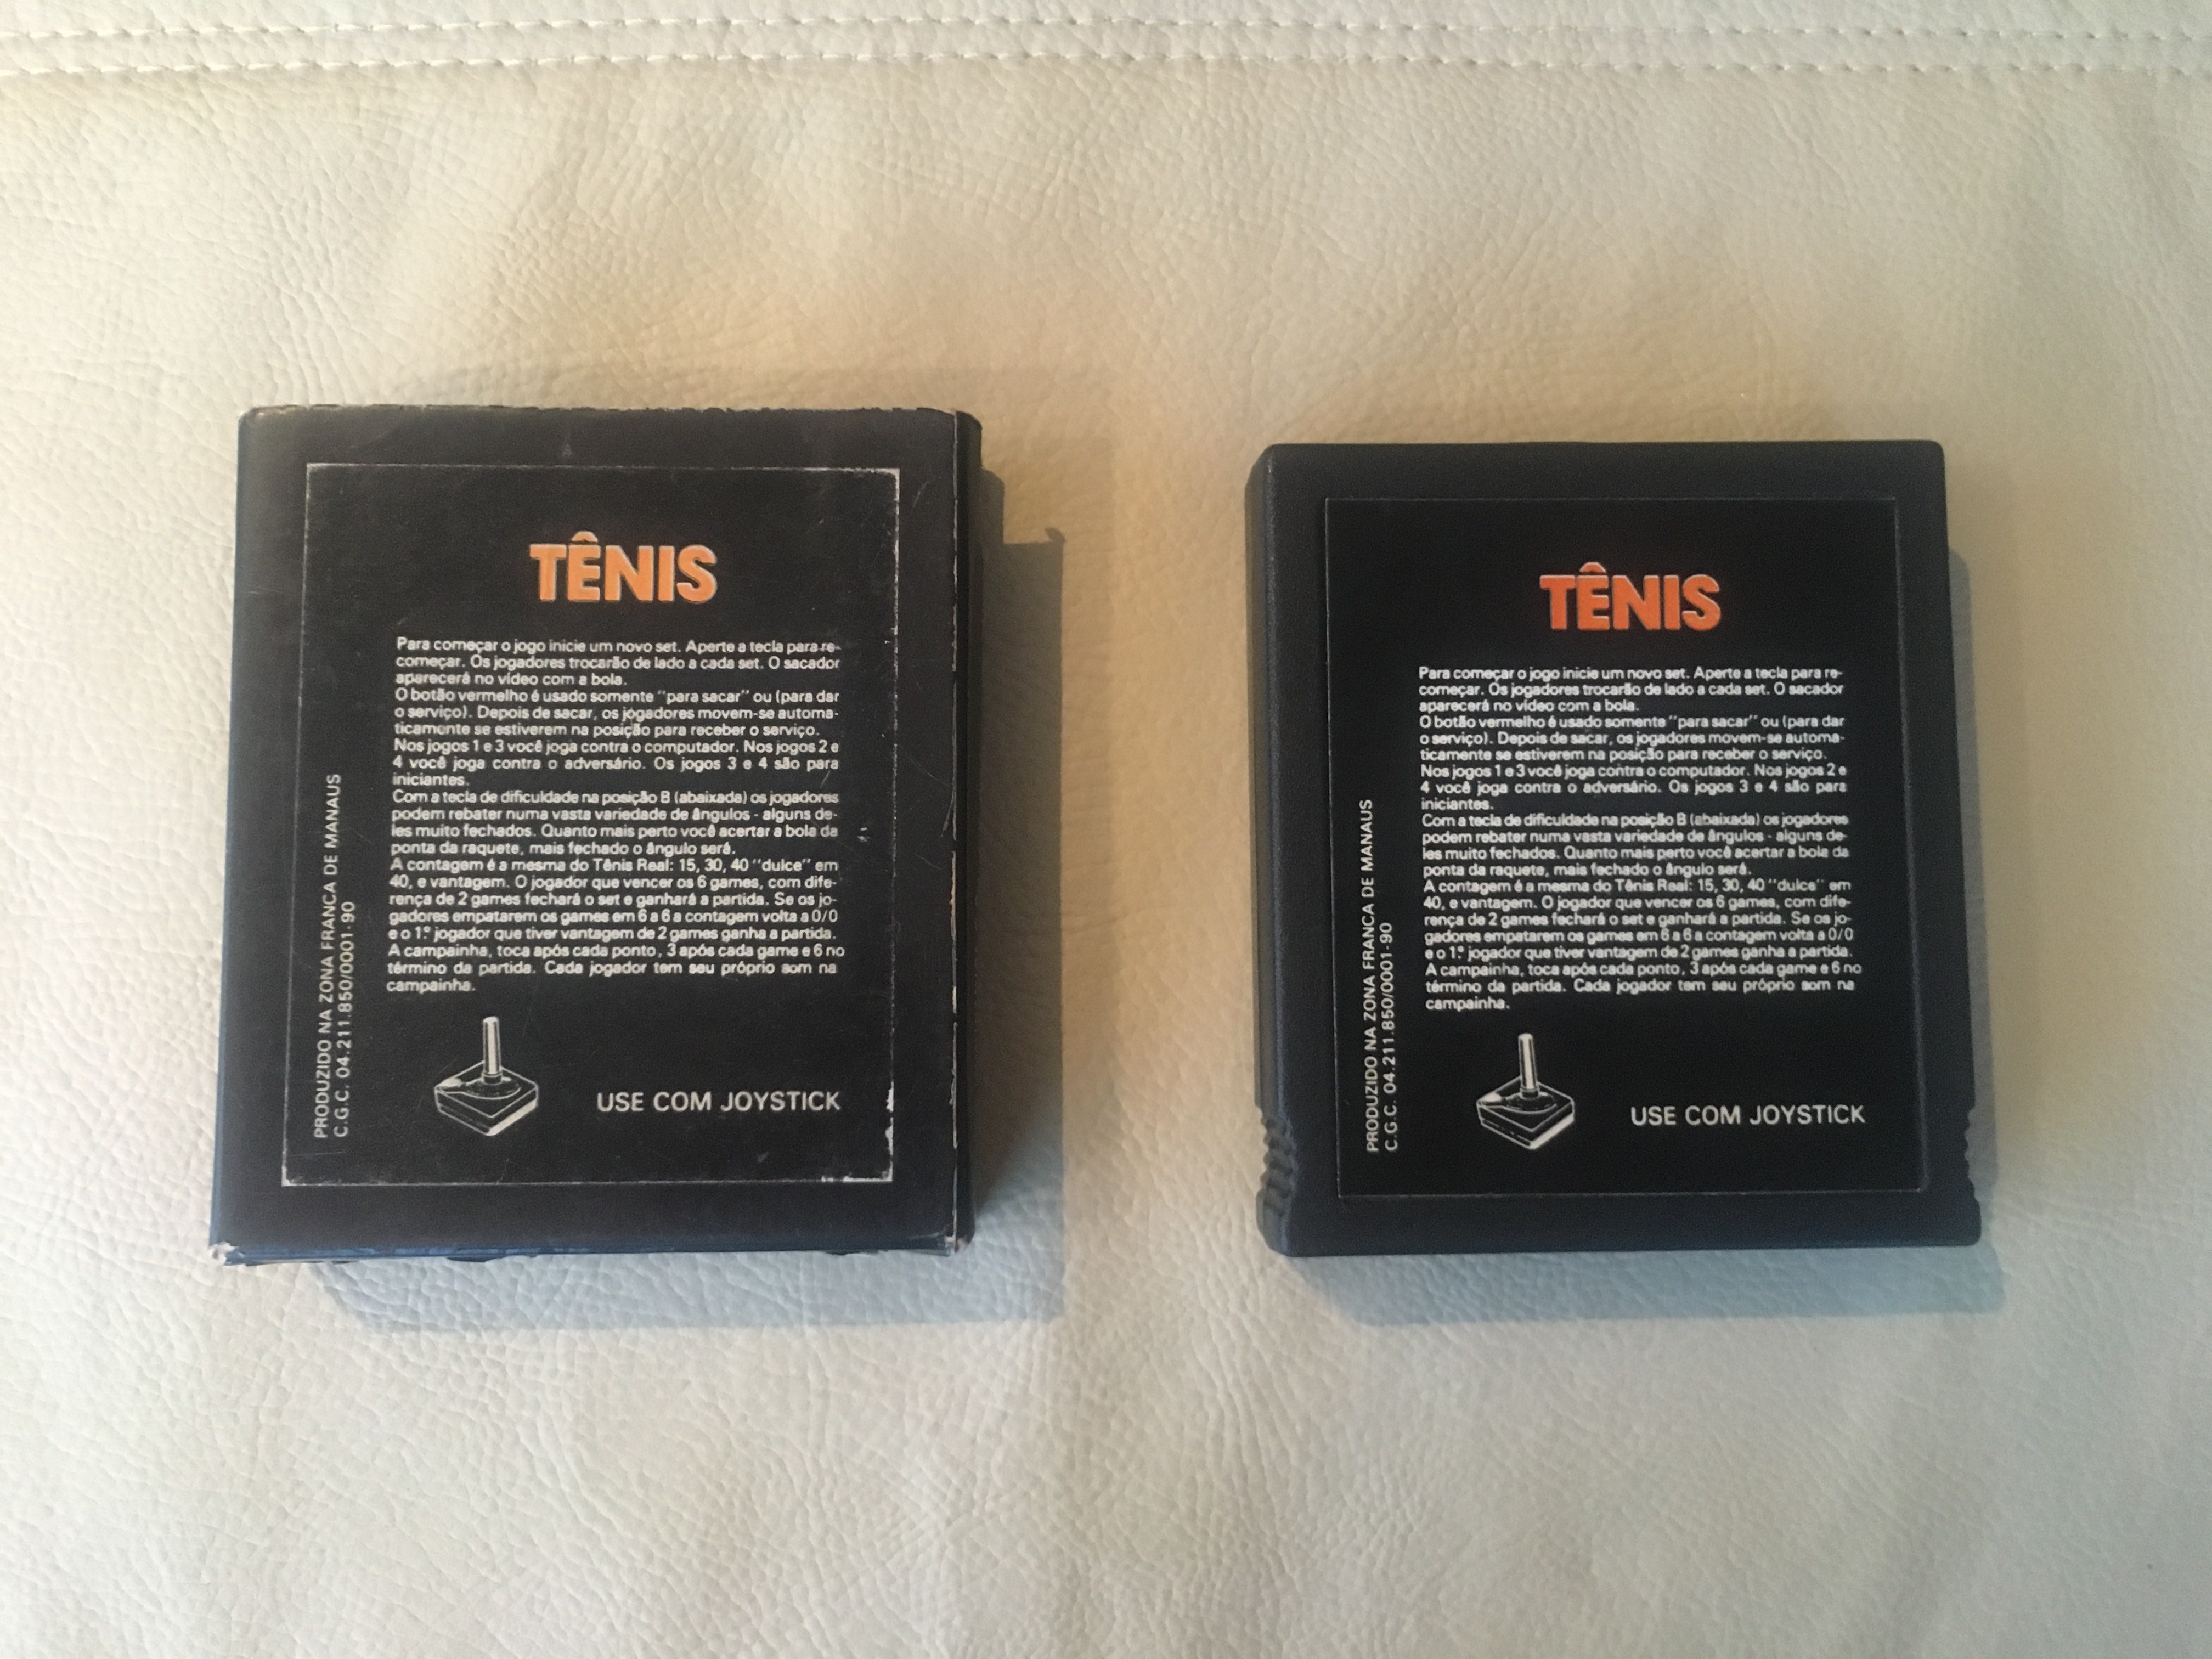 TÊNIS
Para começar o jogo inicie um novo set. Aperte a tecla para re-
começar. Os jogadores trocarão de lado a cada set. O sacador
aparecerá no vídeo com a bola.
O botão vermelho é usado somente "para sacar" ou (para dar
o serviço). Depois de sacar, os jogadores movem-se automa-
ticamente se estiverem na posição para receber o serviço.
Nos jogos 1 e 3 você joga contra o computador. Nos jogos 2 e
4 você joga contra o adversário. Os jogos 3 e 4 são para
iniciantes.
Com a tecla de dificuldade na posição B (abaixada) os jogadores
podem rebater numa vasta variedade de ângulos - alguns de-
les muito fechados. Quanto mais perto você acertar a bola da
ponta da raquete, mais fechado o ângulo será.
A contagem é a mesma do Tênis Real: 15, 30, 40 "dulce" em
40, e vantagem. O jogador que vencer os 6 games, com dife-
rença de 2 games fechará o set e ganhará a partida. Se os jo-
gadores empatarem os games em 6 a 6 a contagem volta a 0/0
e o 1º jogador que tiver vantagem de 2 games ganha a partida.
A campainha, toca após cada ponto, 3 após cada game e 6 no
término da partida. Cada jogador tem seu próprio som na
campainha.
USE COM JOYSTICK
PRODUZIDO NA ZONA FRANCA DE MANAUS
C.G.C. 04.211.850/0001-90
TÊNIS
Para começar o jogo inicie um novo set. Aperte a tecla para re-
começar. Os jogadores trocarão de lado a cada set. O sacador
aparecerá no vídeo com a bola.
O botão vermelho é usado somente "para sacar" ou (para dar
o serviço). Depois de sacar, os jogadores movem-se automa-
ticamente se estiverem na posição para receber o serviço.
Nos jogos 1 e 3 você joga contra o computador. Nos jogos 2 e
4 você joga contra o adversário. Os jogos 3 e 4 são para
iniciantes.
Com a tecla de dificuldade na posição B (abaixada) os jogadores
podem rebater numa vasta variedade de ângulos - alguns de-
les muito fechados. Quanto mais perto você acertar a bola da
ponta da raquete, mais fechado o ângulo será.
A contagem é a mesma do Tênis Real: 15, 30, 40 "dulce" em
40, e vantagem. O jogador que vencer os 6 games, com dife-
rença de 2 games fechará o set e ganhará a partida. Se os jo-
gadores empatarem os games em 6 a 6 a contagem volta a 0/0
e o 1º jogador que tiver vantagem de 2 games ganha a partida.
A campainha, toca após cada ponto, 3 após cada game e 6 no
término da partida. Cada jogador tem seu próprio som na
campainha.
USE COM JOYSTICK
PRODUZIDO NA ZONA FRANCA DE MANAUS
C.G.C. 04.211.850/0001-90